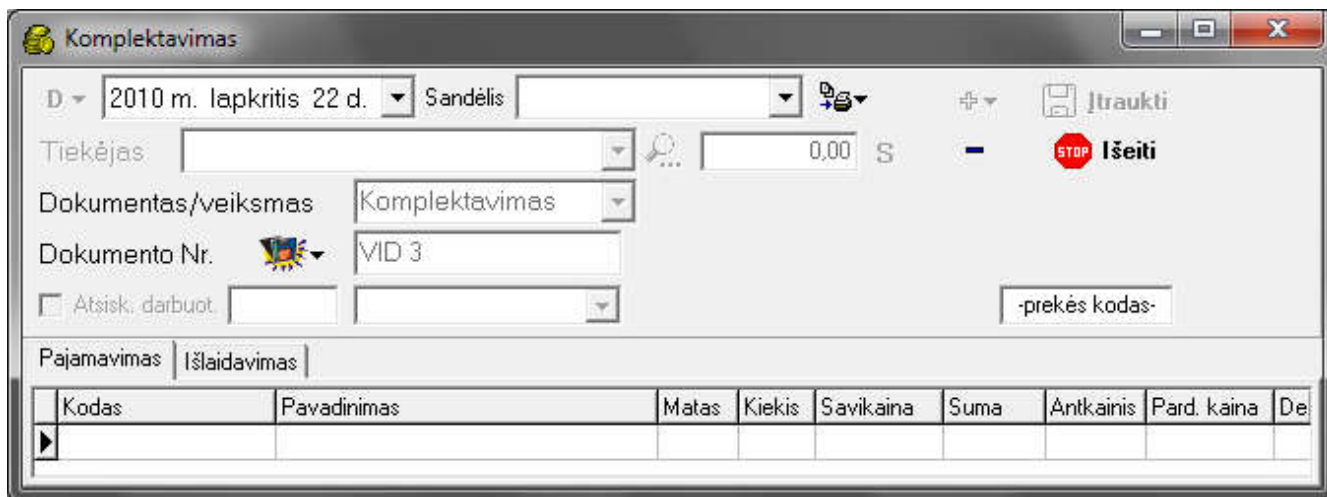 Komplektavimas
D 2010 m. lapkritis 22 d. Sandėlis Įtraukti
Tiekėjas 0,00 S STOP Išeiti
Dokumentas/veiksmas Komplektavimas
Dokumento Nr. VID 3
Atsisk. darbuot. -prekės kodas-
Pajamavimas Išlaidavimas
Kodas Pavadinimas Matas Kiekis Savikaina Suma Antkainis Pard. kaina De